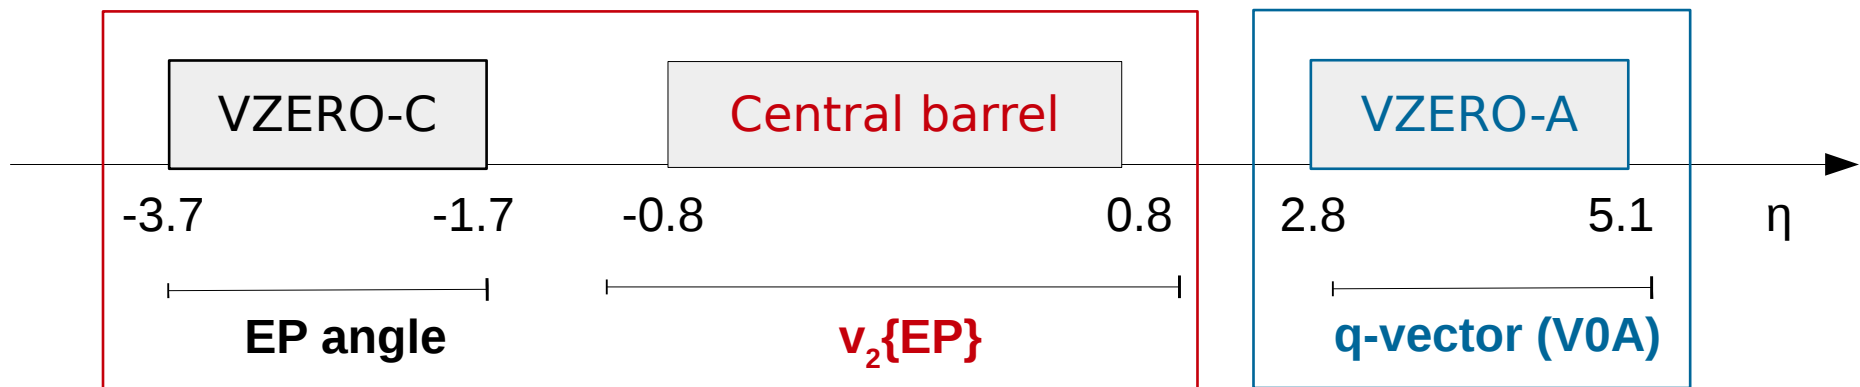 VZERO-C Central barrel VZERO-A
-3.7 -1.7 -0.8 0.8 2.8 5.1 η
EP angle v₂{EP} q-vector (V0A)